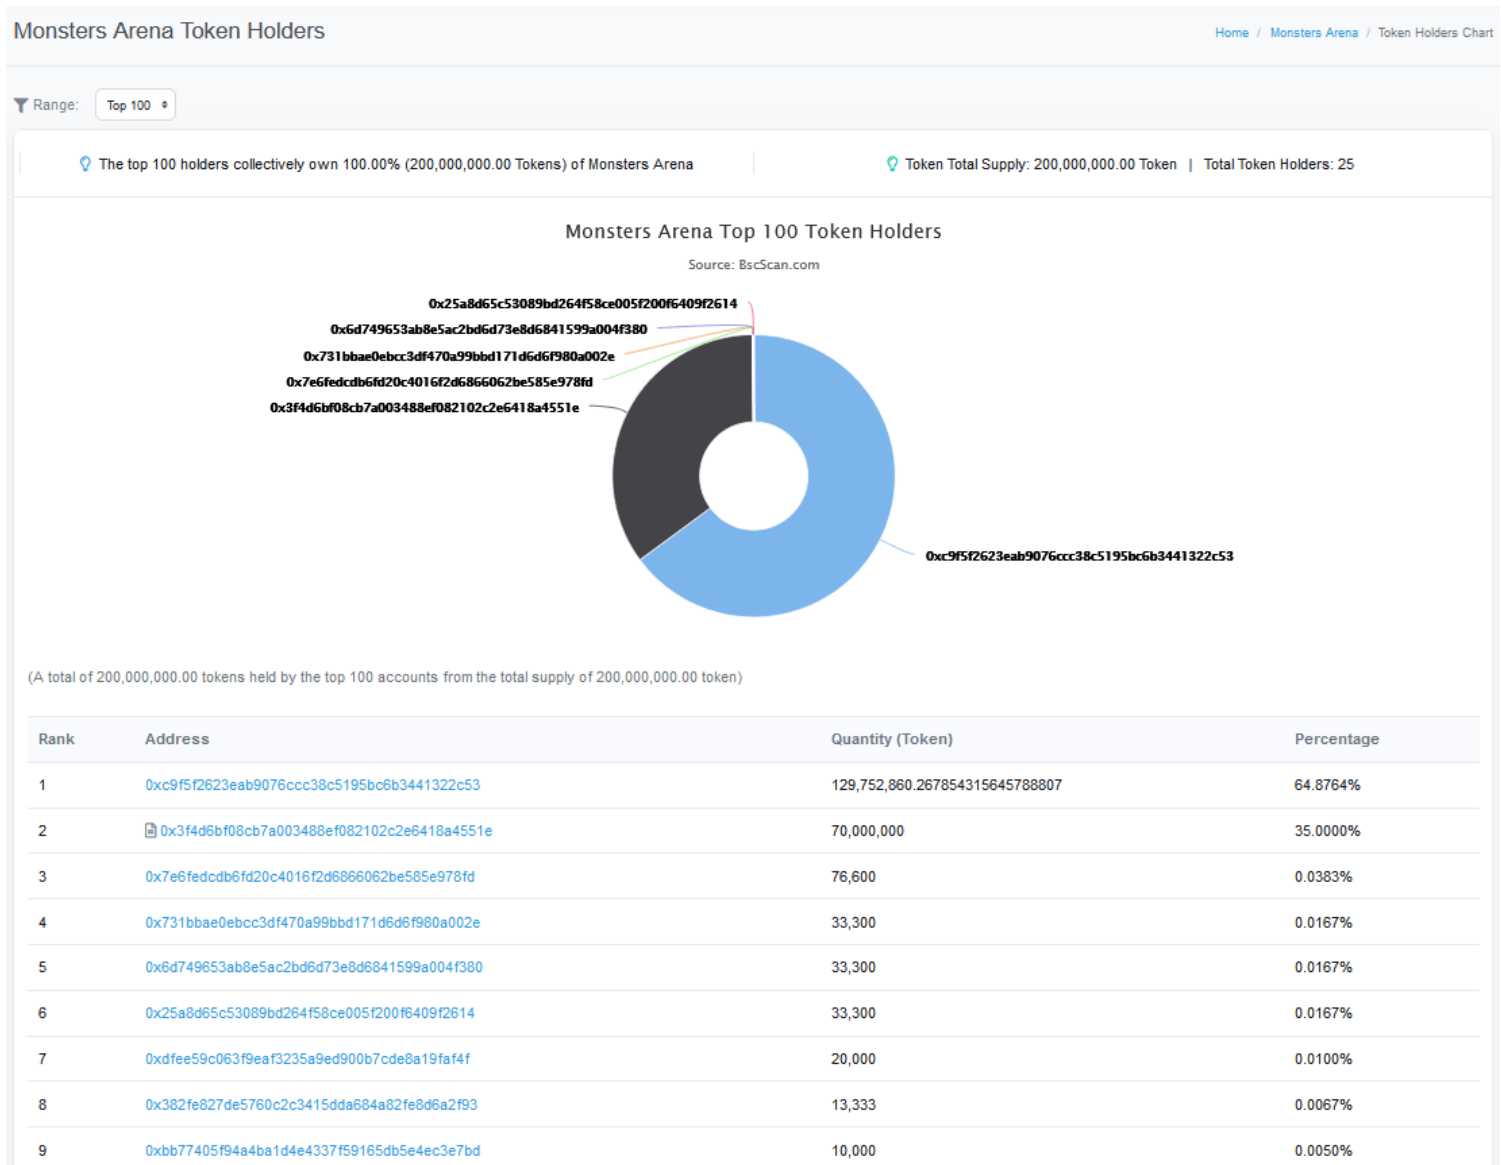 Monsters Arena Token Holders
Home / Monsters Arena / Token Holders Chart
Range: Top 100
The top 100 holders collectively own 100.00% (200,000,000.00 Tokens) of Monsters Arena
Token Total Supply: 200,000,000.00 Token | Total Token Holders: 25
Monsters Arena Top 100 Token Holders
Source: BscScan.com
0x25a8d65c53089bd264f58ce005f200f6409f2614
0x6d749653ab8e5ac2bd6d73e8d6841599a004f380
0x731bbae0ebcc3df470a99bbd171d6d6f980a002e
0x7e6fedcdb6fd20c4016f2d6866062be585e978fd
0x3f4d6bf08cb7a003488ef082102c2e6418a4551e
0xc9f5f2623eab9076ccc38c5195bc6b3441322c53
(A total of 200,000,000.00 tokens held by the top 100 accounts from the total supply of 200,000,000.00 token)
Rank Address Quantity (Token) Percentage
1 0xc9f5f2623eab9076ccc38c5195bc6b3441322c53 129,752,860.267854315645788807 64.8764%
2 0x3f4d6bf08cb7a003488ef082102c2e6418a4551e 70,000,000 35.0000%
3 0x7e6fedcdb6fd20c4016f2d6866062be585e978fd 76,600 0.0383%
4 0x731bbae0ebcc3df470a99bbd171d6d6f980a002e 33,300 0.0167%
5 0x6d749653ab8e5ac2bd6d73e8d6841599a004f380 33,300 0.0167%
6 0x25a8d65c53089bd264f58ce005f200f6409f2614 33,300 0.0167%
7 0xdfee59c063f9eaf3235a9ed900b7cde8a19faf4f 20,000 0.0100%
8 0x382fe827de5760c2c3415dda684a82fe8d6a2f93 13,333 0.0067%
9 0xbb77405f94a4ba1d4e4337f59165db5e4ec3e7bd 10,000 0.0050%